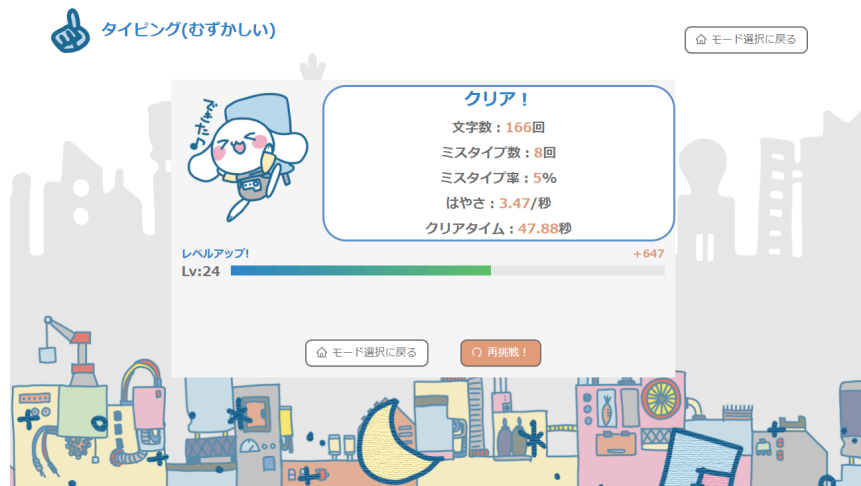 タイピング(むずかしい)
モード選択に戻る
クリア！
文字数：166回
ミスタイプ数：8回
ミスタイプ率：5%
はやさ：3.47/秒
クリアタイム：47.88秒
レベルアップ!
+647
Lv:24
モード選択に戻る
再挑戦！